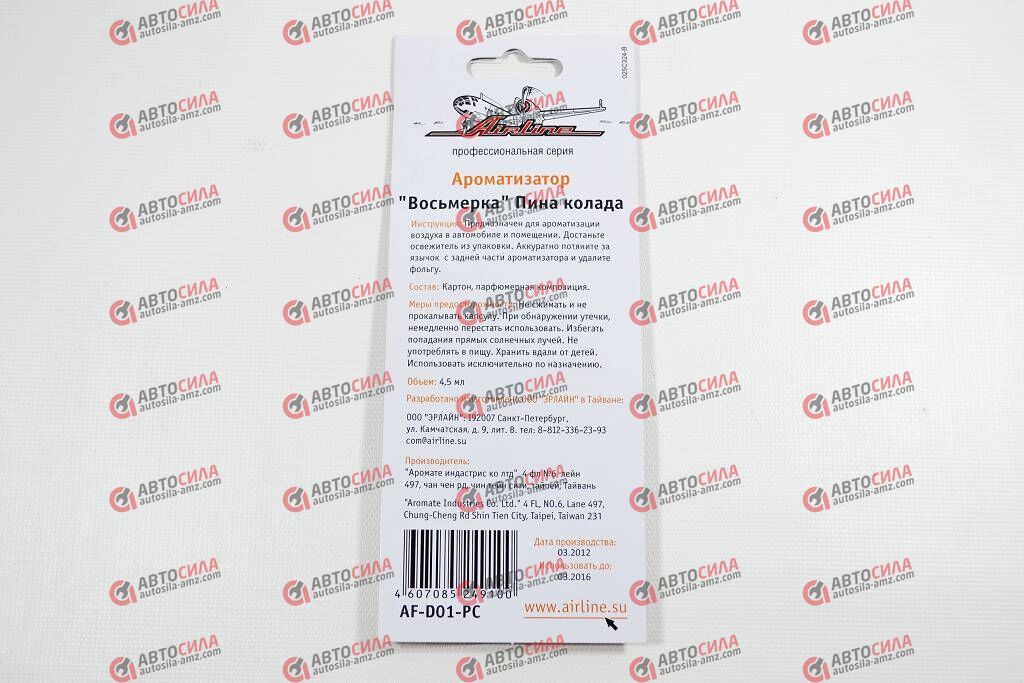 025C324-B
Airline
профессиональная серия
Ароматизатор
"Восьмерка" Пина колада
Инструкция: Предназначен для ароматизации
воздуха в автомобиле и помещении. Достаньте
освежитель из упаковки. Аккуратно потяните за
язычок с задней части ароматизатора и удалите
фольгу.
Состав: Картон, парфюмерная композиция.
Меры предосторожности: Не сжимать и не
прокалывать капсулу. При обнаружении утечки,
немедленно перестать использовать. Избегать
попадания прямых солнечных лучей. Не
употреблять в пищу. Хранить вдали от детей.
Использовать исключительно по назначению.
Объем: 4,5 мл
Разработано и изготовлено ООО "ЭРЛАЙН" в Тайване:
ООО "ЭРЛАЙН": 192007 Санкт-Петербург,
ул. Камчатская. д. 9, лит. В. тел: 8-812-336-23-93
com@airline.su
Производитель:
"Аромате индастрис ко лтд", 4 фл №6, лейн
497, чан чен рд, чин тейн сити, тайпей, Тайвань
"Aromate Industries Co. Ltd." 4 FL, NO.6, Lane 497,
Chung-Cheng Rd Shin Tien City, Taipei, Taiwan 231
Дата производства:
03.2012
Использовать до:
03.2016
4 607085 249100
AF-D01-PC
www.airline.su
АВТОСИЛА
autosila-amz.com